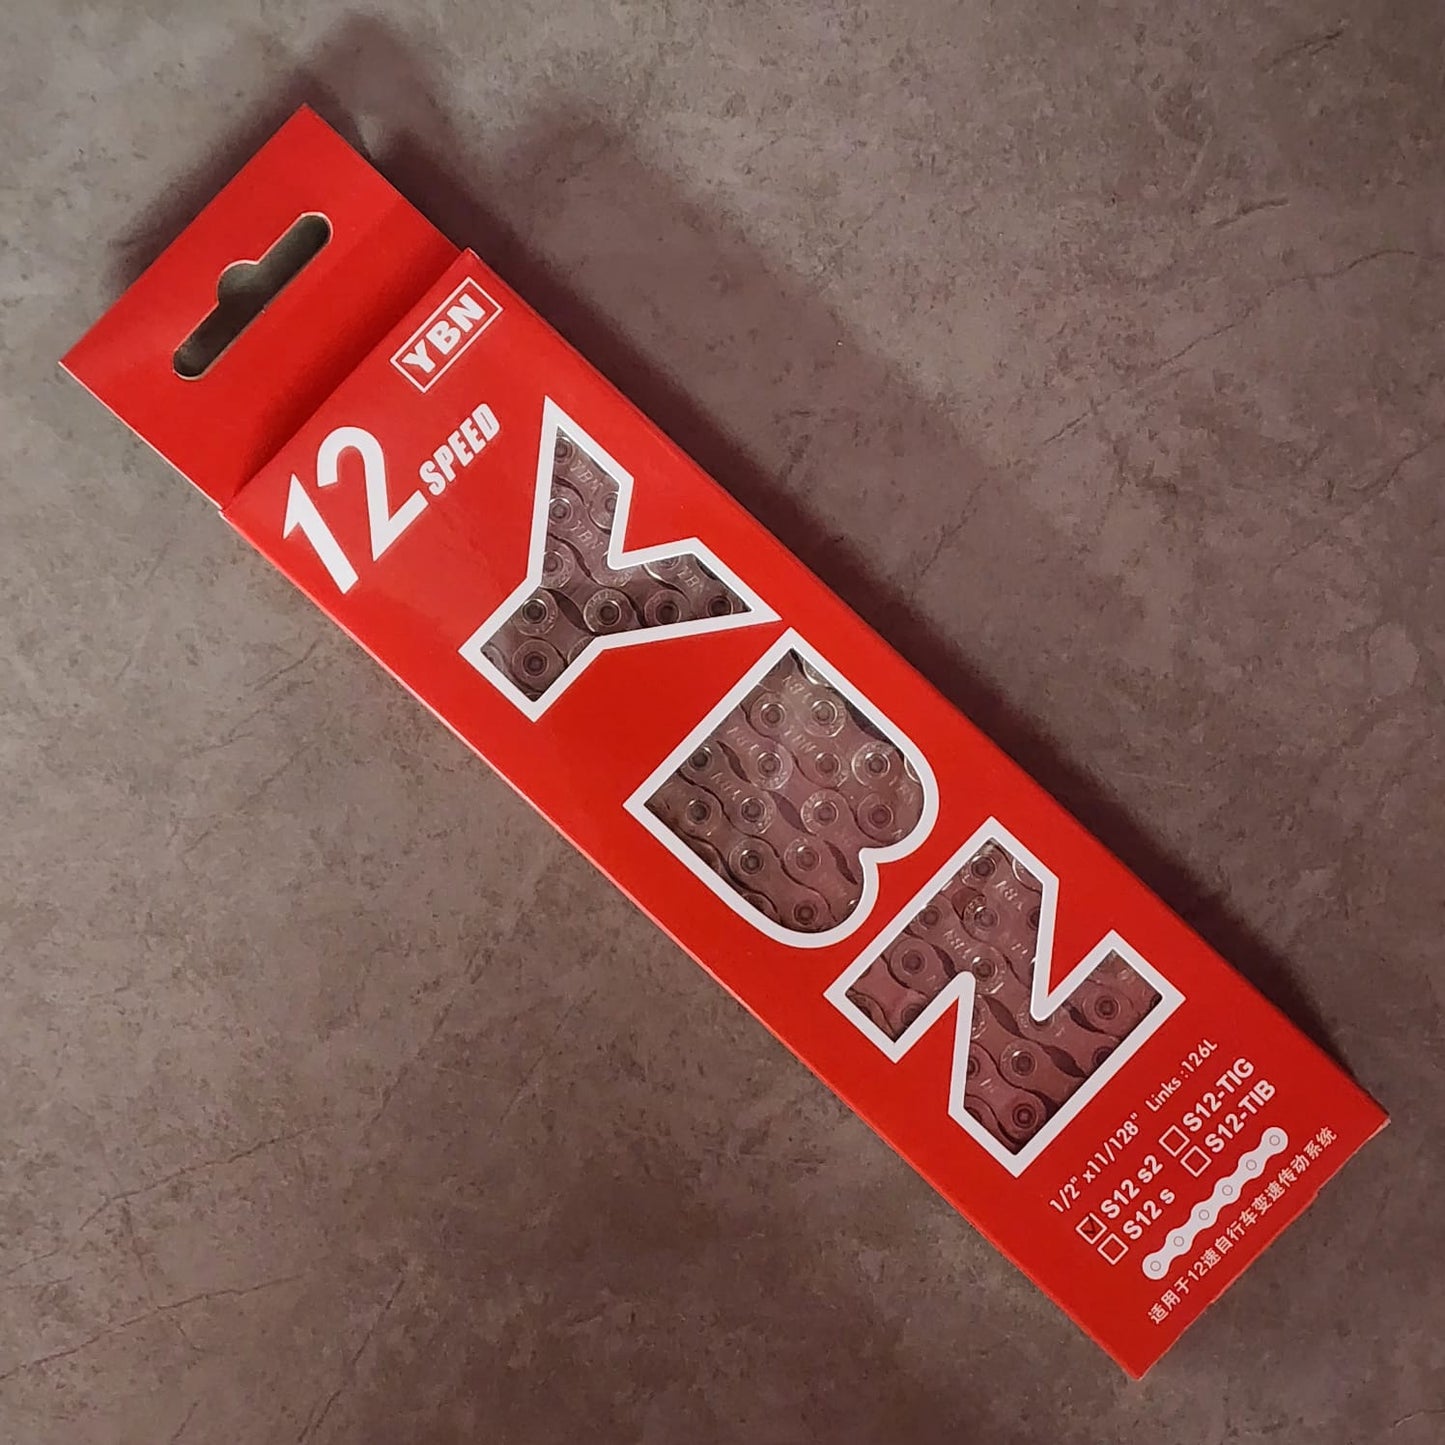 YBN
12 SPEED
YBN
1/2" x11/128" Links:126L
S12 S2
S12-TIG
S12 S
S12-TIB
适用于12速自行车变速传动系统